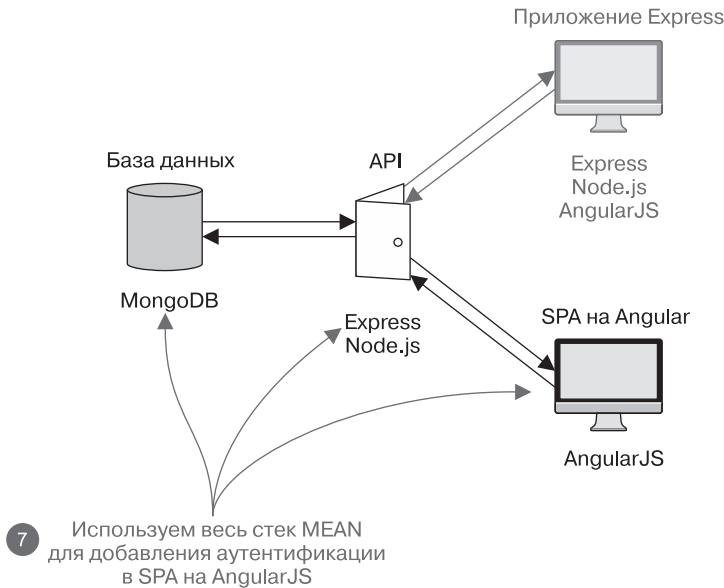 Приложение Express
База данных
API
Express
Node.js
AngularJS
MongoDB
Express
Node.js
SPA на Angular
AngularJS
7 Используем весь стек MEAN
для добавления аутентификации
в SPA на AngularJS